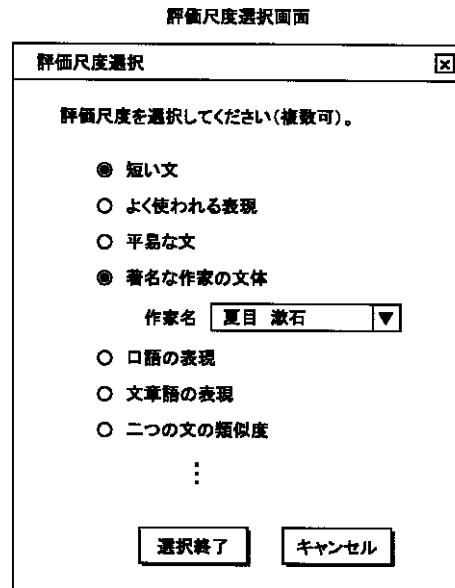 評価尺度選択画面
評価尺度選択
評価尺度を選択してください(複数可)。
短い文
よく使われる表現
平易な文
著名な作家の文体
作家名 夏目 漱石 ▼
口語の表現
文章語の表現
二つの文の類似度
⋮
選択終了 キャンセル